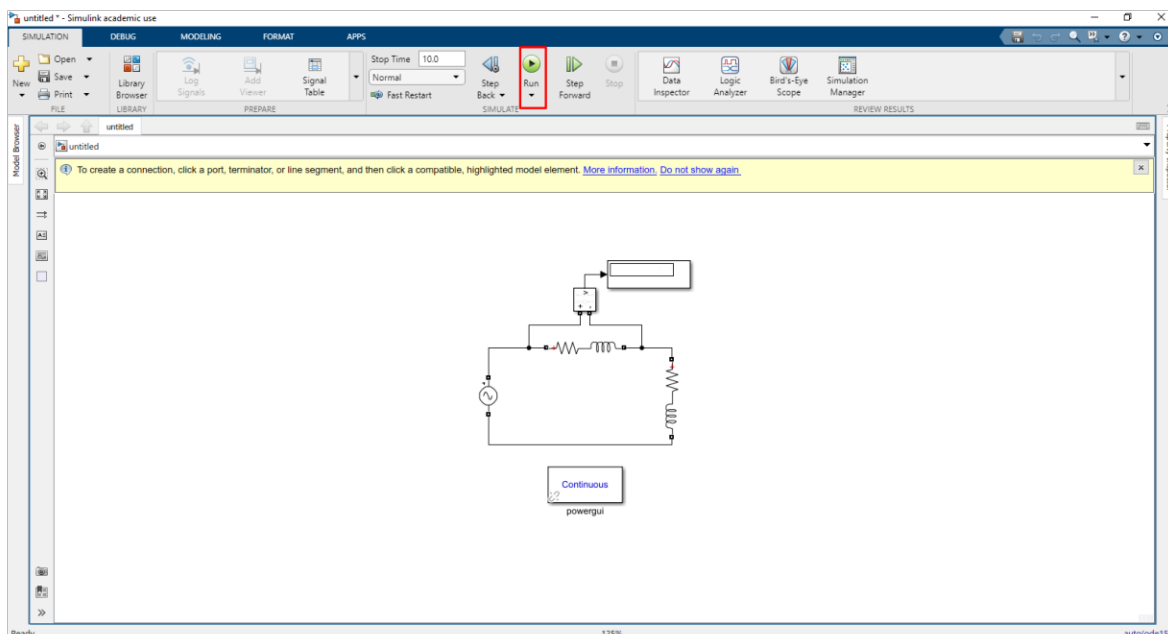 untitled * - Simulink academic use
SIMULATION DEBUG MODELING FORMAT APPS
New
Open
Save
Print
FILE
Library
Browser
LIBRARY
Log
Signals
Add
Viewer
Signal
Table
PREPARE
Stop Time 10.0
Normal
Fast Restart
Step
Back
Run
Step
Forward
Stop
SIMULATE
Data
Inspector
Logic
Analyzer
Bird's-Eye
Scope
Simulation
Manager
REVIEW RESULTS
Model Browser
untitled
untitled
To create a connection, click a port, terminator, or line segment, and then click a compatible, highlighted model element. More information. Do not show again
v
+ -
Continuous
powergui
Ready
125%